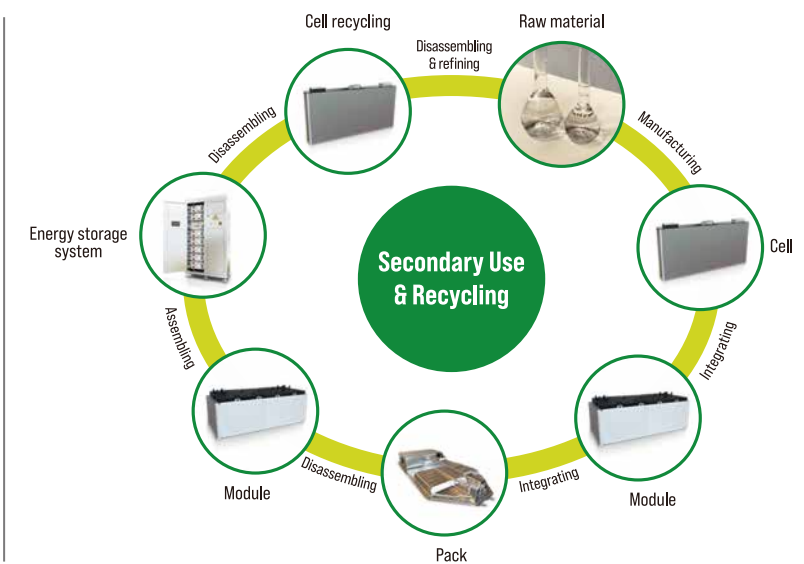 Cell recycling
Disassembling
& refining
Raw material
Manufacturing
Cell
Integrating
Module
Integrating
Pack
Disassembling
Module
Assembling
Energy storage
system
Disassembling
Secondary Use
& Recycling